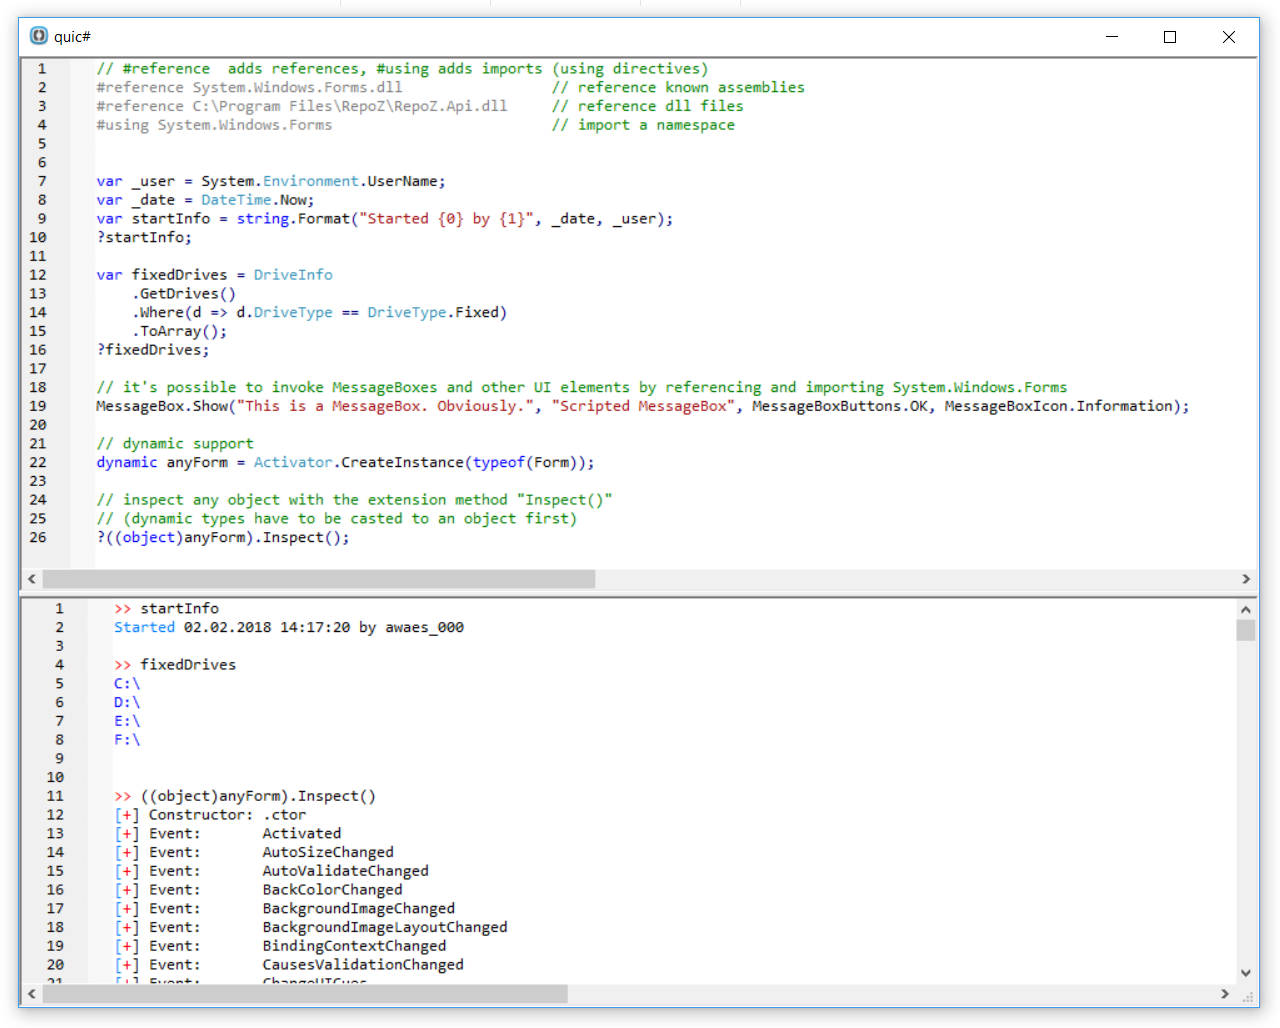 quic#
1 // #reference  adds references, #using adds imports (using directives)
2 #reference System.Windows.Forms.dll                 // reference known assemblies
3 #reference C:\Program Files\RepoZ\RepoZ.Api.dll     // reference dll files
4 #using System.Windows.Forms                         // import a namespace
5
6
7 var _user = System.Environment.UserName;
8 var _date = DateTime.Now;
9 var startInfo = string.Format("Started {0} by {1}", _date, _user);
10 ?startInfo;
11
12 var fixedDrives = DriveInfo
13     .GetDrives()
14     .Where(d => d.DriveType == DriveType.Fixed)
15     .ToArray();
16 ?fixedDrives;
17
18 // it's possible to invoke MessageBoxes and other UI elements by referencing and importing System.Windows.Forms
19 MessageBox.Show("This is a MessageBox. Obviously.", "Scripted MessageBox", MessageBoxButtons.OK, MessageBoxIcon.Information);
20
21 // dynamic support
22 dynamic anyForm = Activator.CreateInstance(typeof(Form));
23
24 // inspect any object with the extension method "Inspect()"
25 // (dynamic types have to be casted to an object first)
26 ?((object)anyForm).Inspect();
1 >> startInfo
2 Started 02.02.2018 14:17:20 by awaes_000
3
4 >> fixedDrives
5 C:\
6 D:\
7 E:\
8 F:\
9
10
11 >> ((object)anyForm).Inspect()
12 [+] Constructor: .ctor
13 [+] Event:       Activated
14 [+] Event:       AutoSizeChanged
15 [+] Event:       AutoValidateChanged
16 [+] Event:       BackColorChanged
17 [+] Event:       BackgroundImageChanged
18 [+] Event:       BackgroundImageLayoutChanged
19 [+] Event:       BindingContextChanged
20 [+] Event:       CausesValidationChanged
21 [+] Event:       ChangeUICues